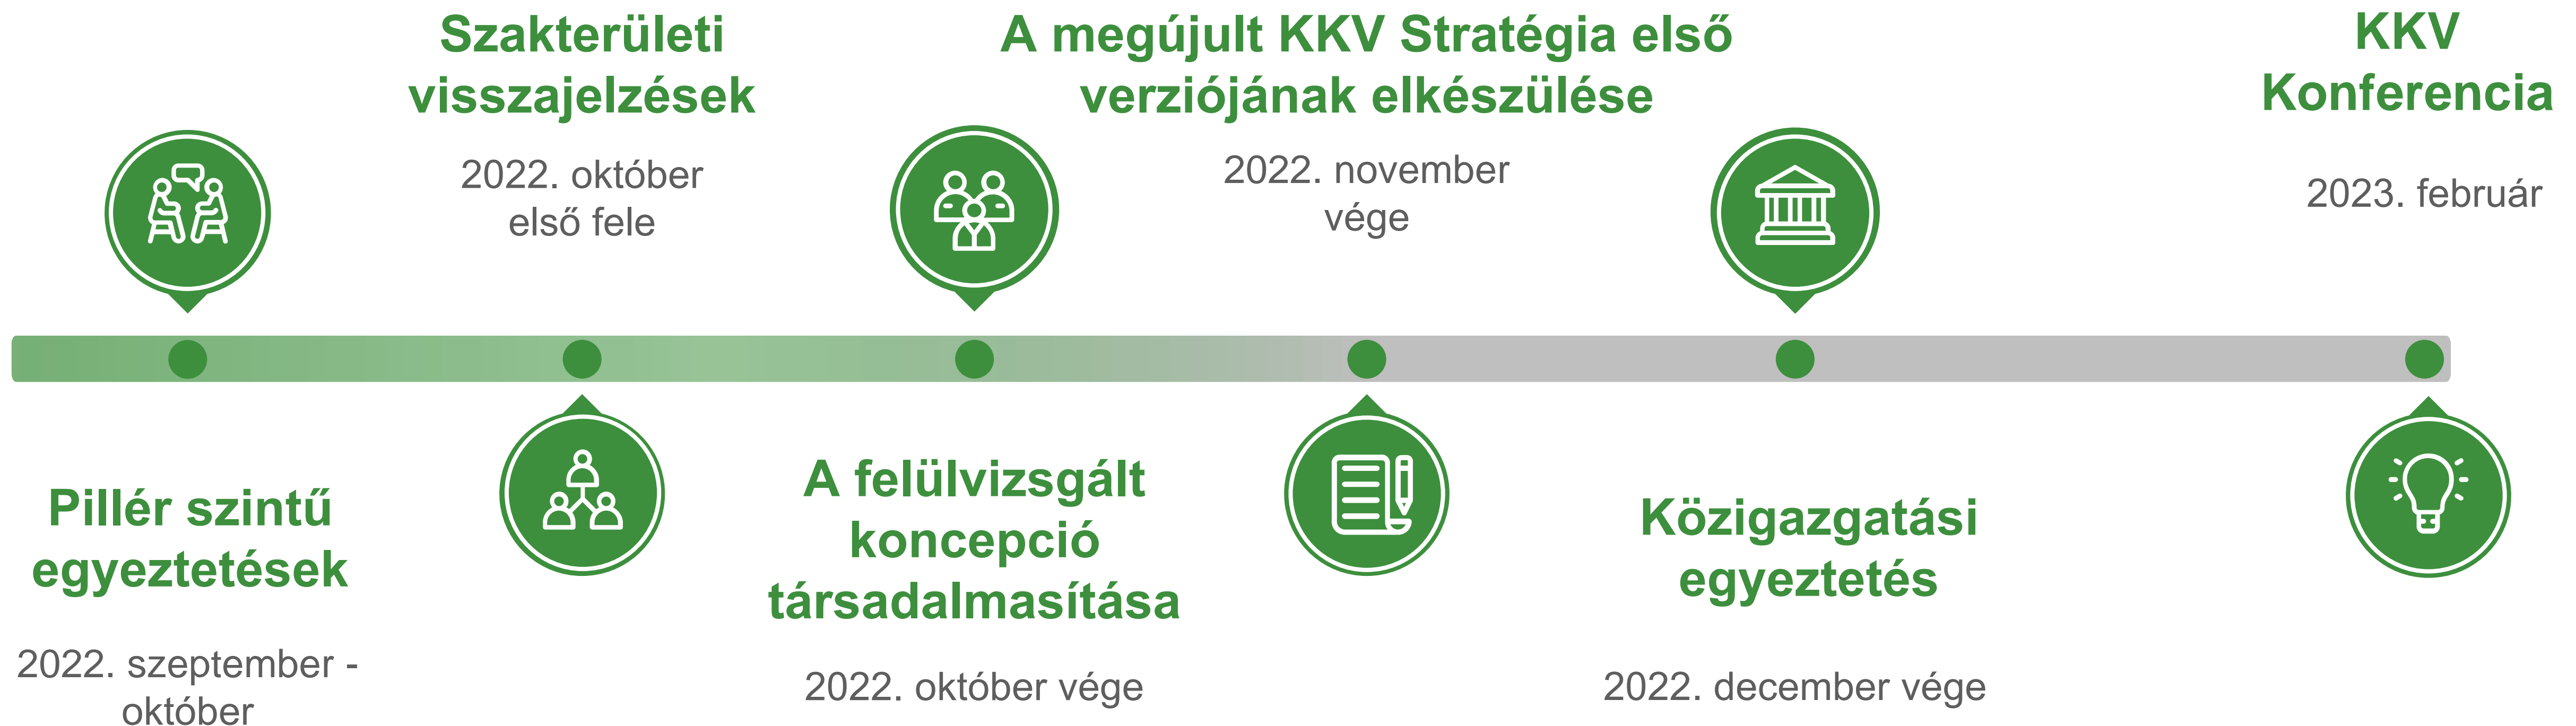 Pillér szintű
egyeztetések
2022. szeptember -
október
Szakterületi
visszajelzések
2022. október
első fele
A felülvizsgált
koncepció
társadalmasítása
2022. október vége
A megújult KKV Stratégia első
verziójának elkészülése
2022. november
vége
Közigazgatási
egyeztetés
2022. december vége
KKV
Konferencia
2023. február